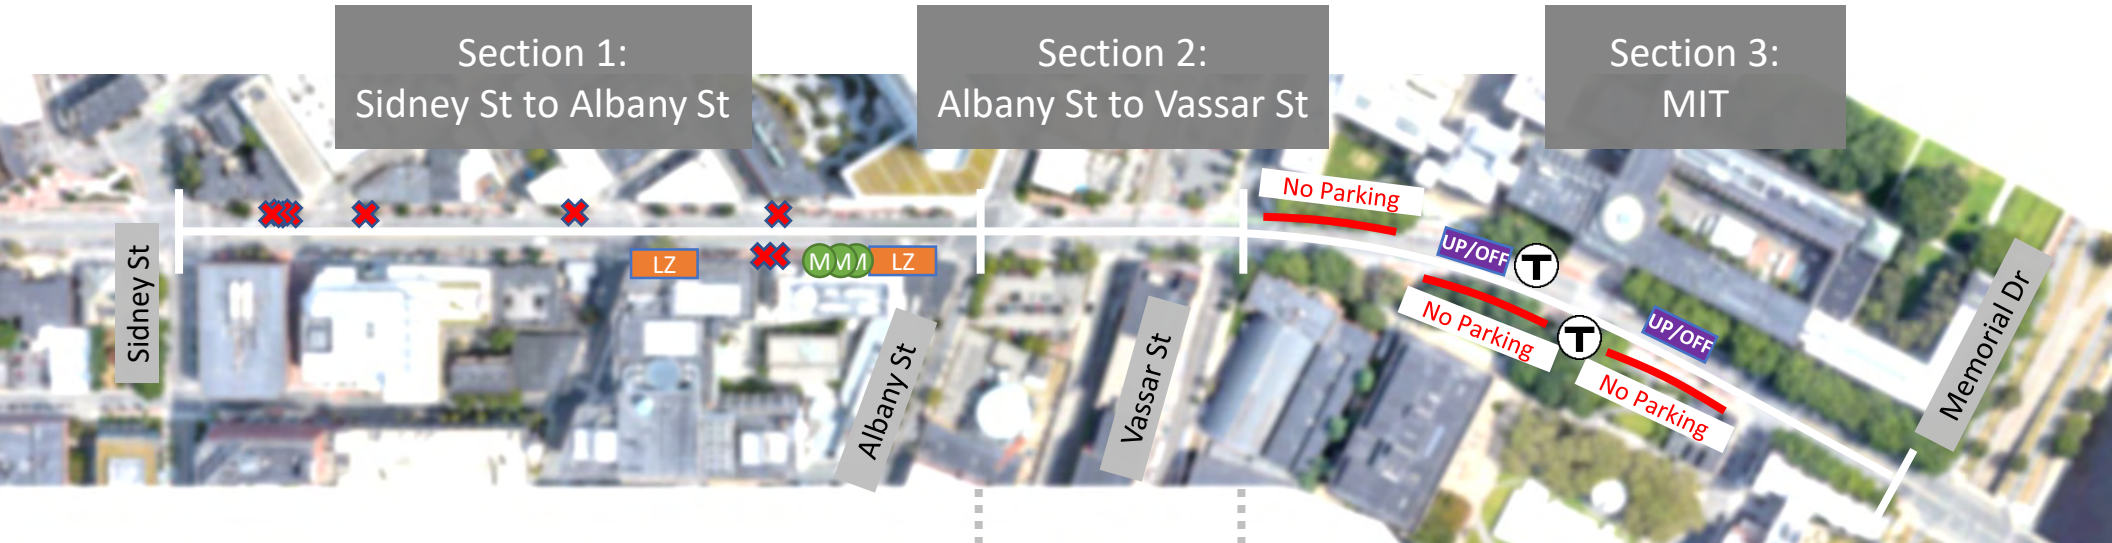 Section 1:
Sidney St to Albany St
Section 2:
Albany St to Vassar St
Section 3:
MIT
No Parking
UP/OFF
T
Sidney St
LZ
M
M
M
LZ
No Parking
T
UP/OFF
No Parking
Albany St
Vassar St
Memorial Dr